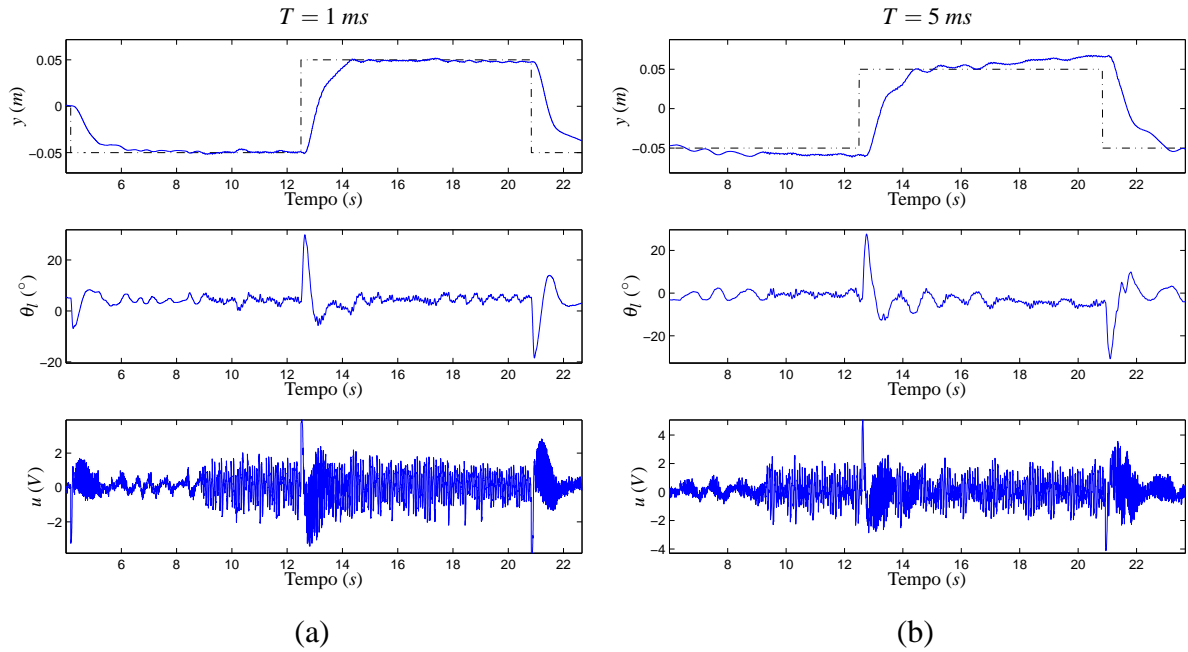 T = 1 ms
0.05
0
−0.05
y (m)
6 8 10 12 14 16 18 20 22
Tempo (s)
20
0
−20
θl (°)
6 8 10 12 14 16 18 20 22
Tempo (s)
2
0
−2
u (V)
6 8 10 12 14 16 18 20 22
Tempo (s)
(a)
T = 5 ms
0.05
0
−0.05
y (m)
8 10 12 14 16 18 20 22
Tempo (s)
20
0
−20
θl (°)
8 10 12 14 16 18 20 22
Tempo (s)
4
2
0
−2
−4
u (V)
8 10 12 14 16 18 20 22
Tempo (s)
(b)